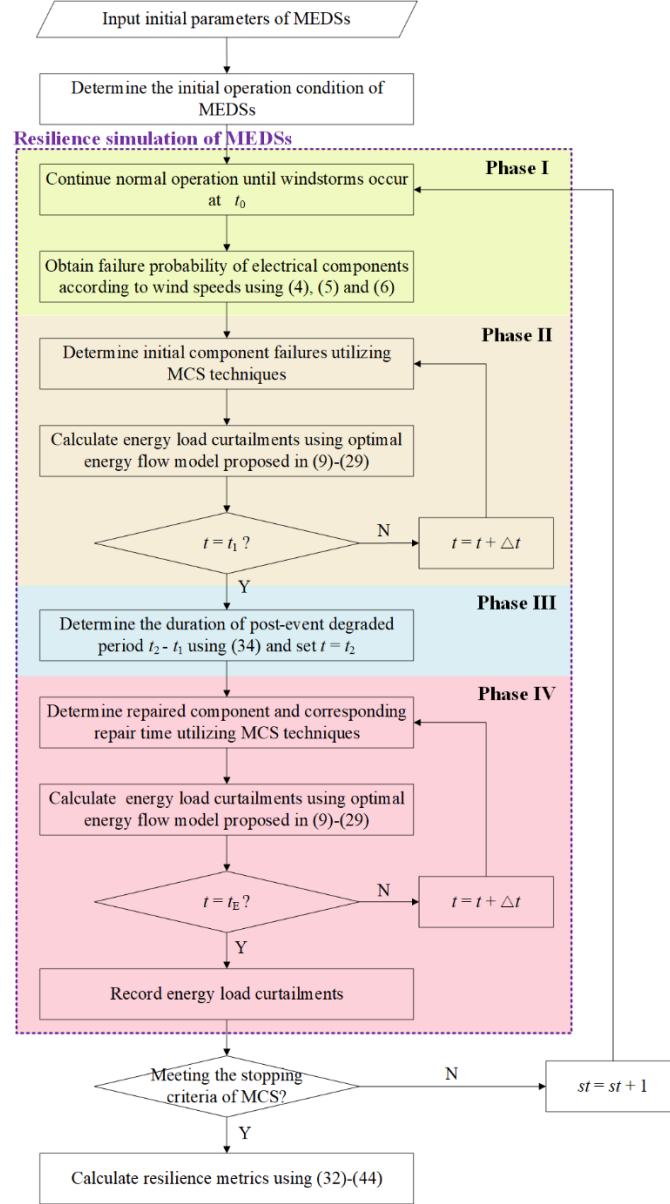 Input initial parameters of MEDSs
Determine the initial operation condition of
MEDSs
Resilience simulation of MEDSs
Phase I
Continue normal operation until windstorms occur
at t₀
Obtain failure probability of electrical components
according to wind speeds using (4), (5) and (6)
Phase II
Determine initial component failures utilizing
MCS techniques
Calculate energy load curtailments using optimal
energy flow model proposed in (9)-(29)
t = t₁ ?
N
t = t + △t
Y
Phase III
Determine the duration of post-event degraded
period t₂ - t₁ using (34) and set t = t₂
Phase IV
Determine repaired component and corresponding
repair time utilizing MCS techniques
Calculate energy load curtailments using optimal
energy flow model proposed in (9)-(29)
t = t_E ?
N
t = t + △t
Y
Record energy load curtailments
Meeting the stopping
criteria of MCS?
N
st = st + 1
Y
Calculate resilience metrics using (32)-(44)